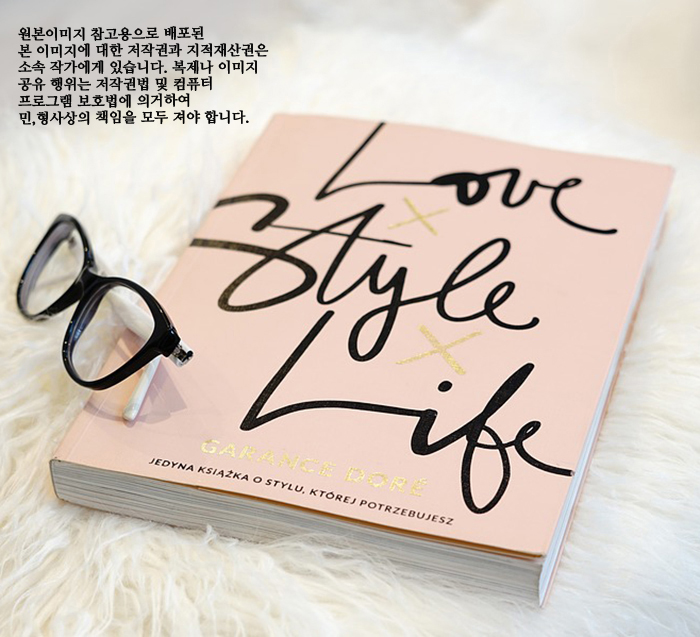 원본이미지 참고용으로 배포된
본 이미지에 대한 저작권과 지적재산권은
소속 작가에게 있습니다. 복제나 이미지
공유 행위는 저작권법 및 컴퓨터
프로그램 보호법에 의거하여
민,형사상의 책임을 모두 져야 합니다.
Love
×
Style
×
Life
GARANCE DORÉ
JEDYNA KSIĄŻKA O STYLU, KTÓREJ POTRZEBUJESZ